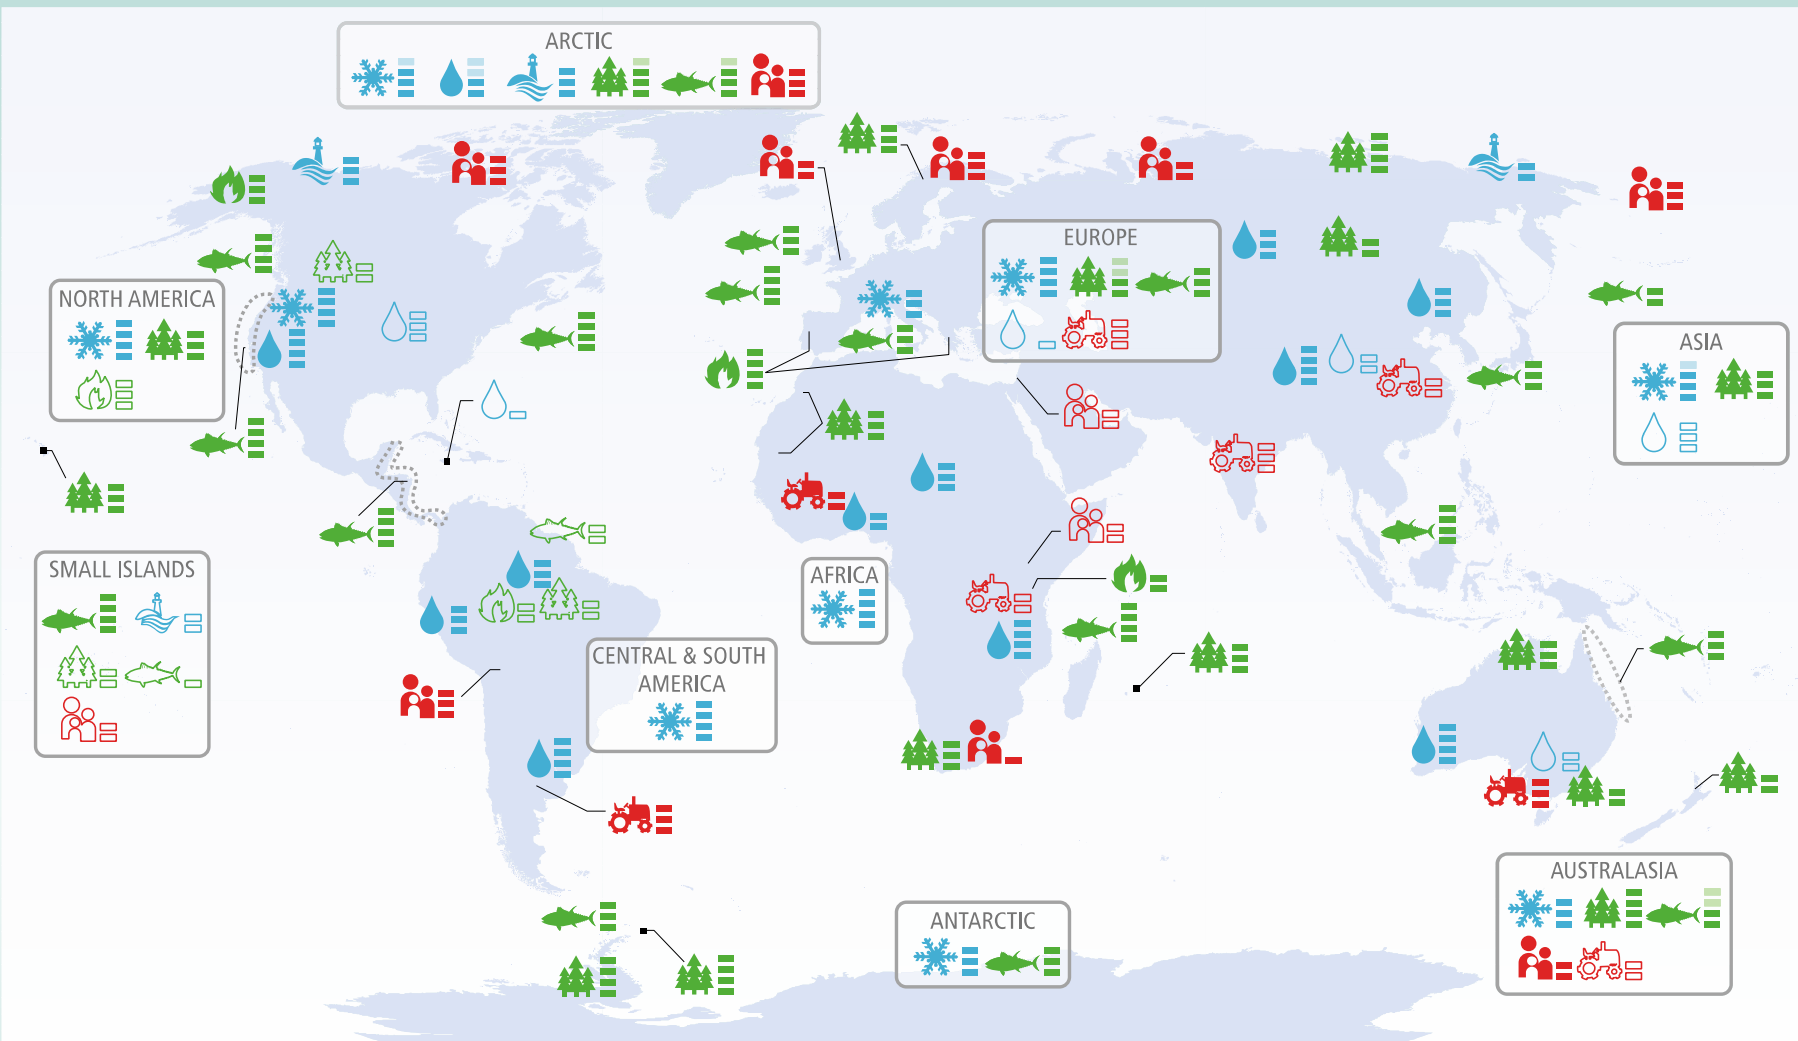 ARCTIC
EUROPE
NORTH AMERICA
ASIA
SMALL ISLANDS
AFRICA
CENTRAL & SOUTH
AMERICA
AUSTRALASIA
ANTARCTIC